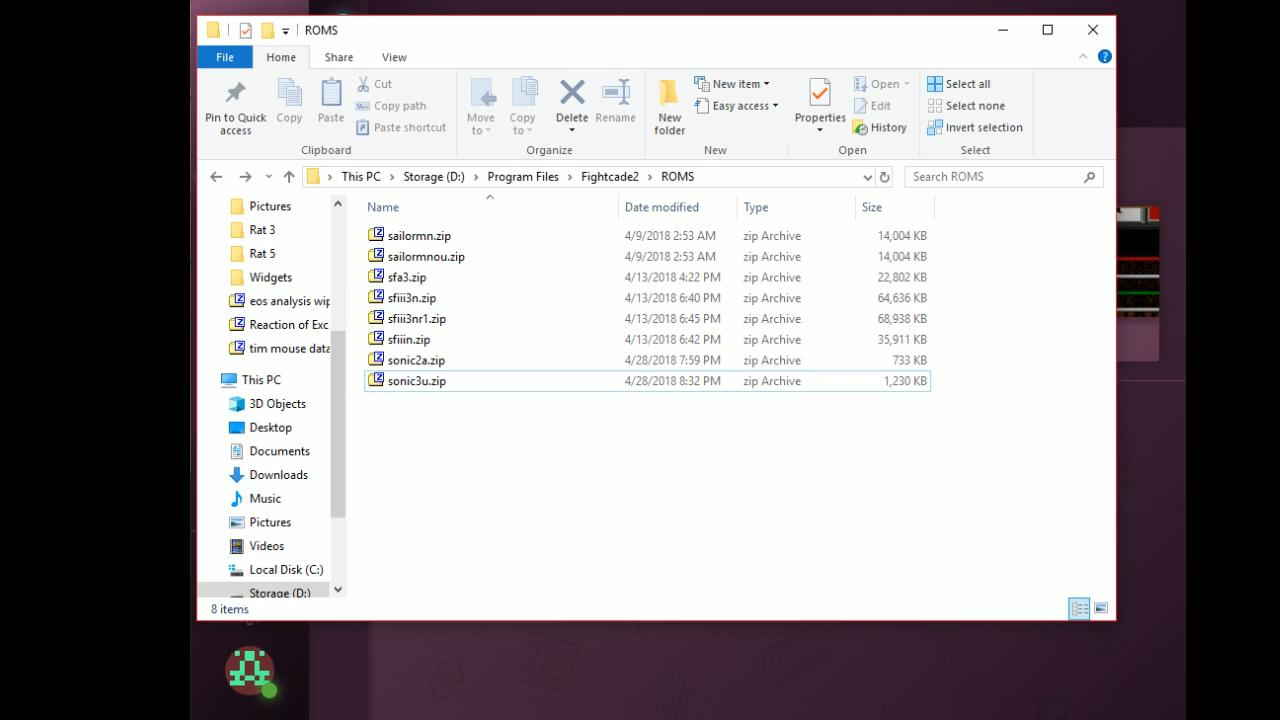 ROMS
File Home Share View
Pin to Quick access
Copy
Paste
Cut
Copy path
Paste shortcut
Clipboard
Move to
Copy to
Delete
Rename
Organize
New folder
New item
Easy access
New
Properties
Open
Edit
History
Open
Select all
Select none
Invert selection
Select
This PC > Storage (D:) > Program Files > Fightcade2 > ROMS
Search ROMS
Pictures
Rat 3
Rat 5
Widgets
eos analysis wip
Reaction of Exc
tim mouse data
This PC
3D Objects
Desktop
Documents
Downloads
Music
Pictures
Videos
Local Disk (C:)
Storage (D:)
Name Date modified Type Size
sailormn.zip 4/9/2018 2:53 AM zip Archive 14,004 KB
sailormnou.zip 4/9/2018 2:53 AM zip Archive 14,004 KB
sfa3.zip 4/13/2018 4:22 PM zip Archive 22,802 KB
sfiii3n.zip 4/13/2018 6:40 PM zip Archive 64,636 KB
sfiii3nr1.zip 4/13/2018 6:45 PM zip Archive 68,938 KB
sfiiin.zip 4/13/2018 6:42 PM zip Archive 35,911 KB
sonic2a.zip 4/28/2018 7:59 PM zip Archive 733 KB
sonic3u.zip 4/28/2018 8:32 PM zip Archive 1,230 KB
8 items